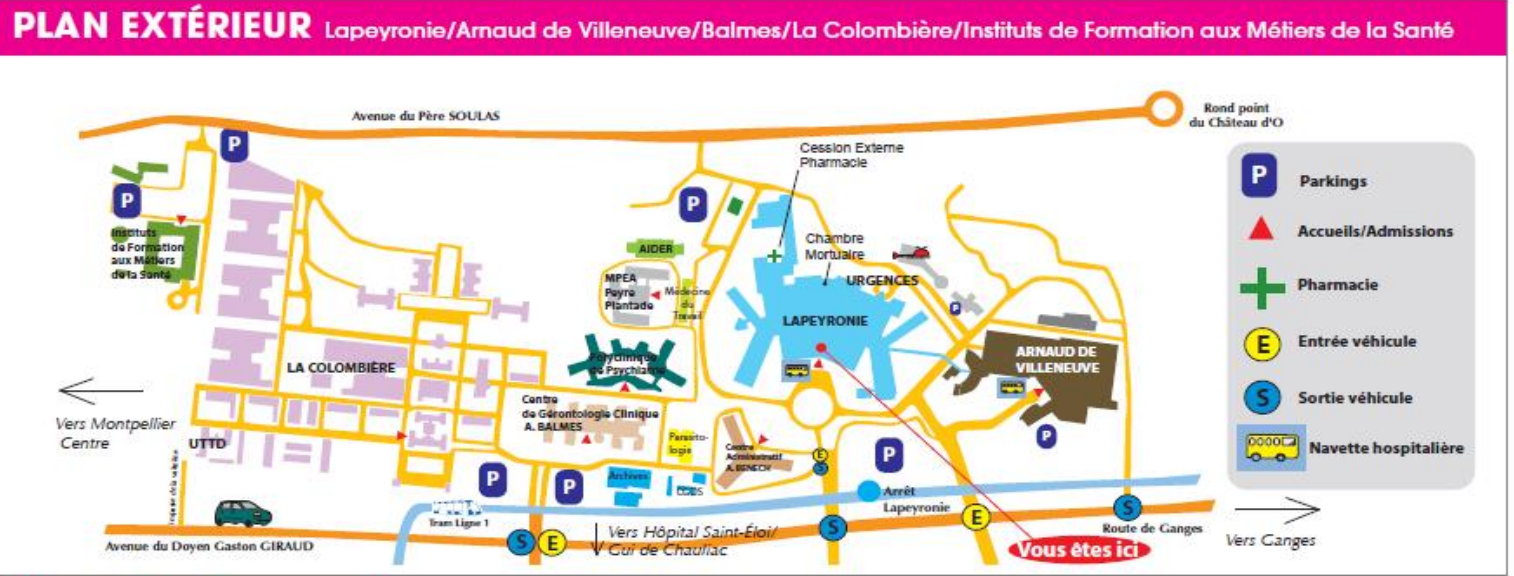 PLAN EXTÉRIEUR Lapeyronie/Arnaud de Villeneuve/Balmes/La Colombière/Instituts de Formation aux Métiers de la Santé
Avenue du Père SOULAS
Rond point
du Château d'O
Cession Externe
Pharmacie
P
P
P
Instituts
de Formation
aux Métiers
de la Santé
AIDER
MPEA
Peyre
Plantade
Médecine
du
Travail
Chambre
Mortuaire
URGENCES
P
LAPEYRONIE
ARNAUD DE
VILLENEUVE
Polyclinique
de Psychiatrie
LA COLOMBIÈRE
Centre
de Gérontologie Clinique
A. BALMES
Vers Montpellier
Centre
UTTD
Parasito-
logie
Centre
Administratif
A. BENECH
E
S
P
P
P
P
Archives
Arrêt
Lapeyronie
Tram Ligne 1
Avenue du Doyen Gaston GIRAUD
S
E
Vers Hôpital Saint-Éloi/
Gui de Chauliac
S
E
S
Vous êtes ici
Route de Ganges
Vers Ganges
P Parkings
Accueils/Admissions
Pharmacie
E Entrée véhicule
S Sortie véhicule
Navette hospitalière